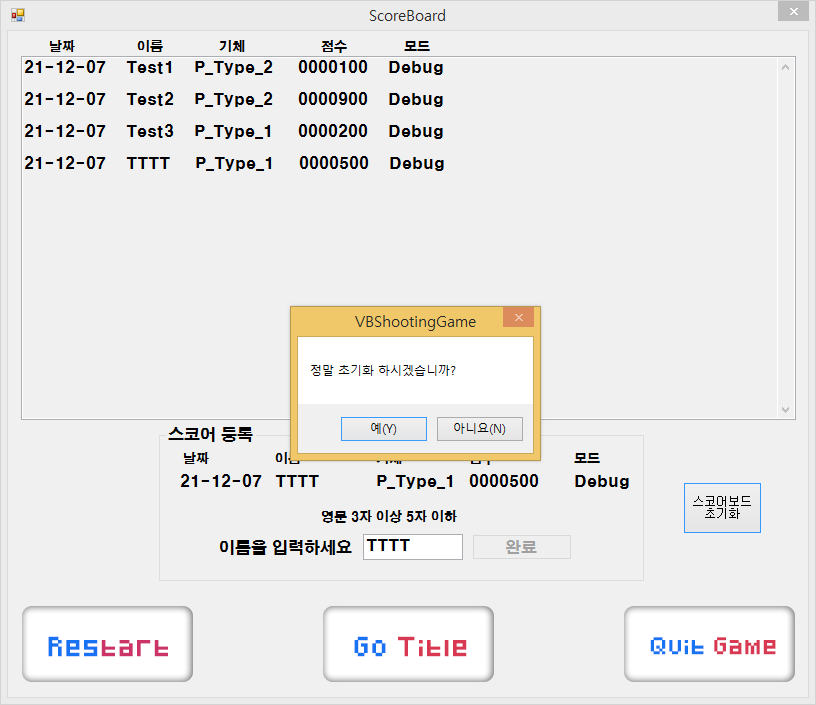 ScoreBoard
날짜 이름 기체 점수 모드
21-12-07 Test1 P_Type_2 0000100 Debug
21-12-07 Test2 P_Type_2 0000900 Debug
21-12-07 Test3 P_Type_1 0000200 Debug
21-12-07 TTTT P_Type_1 0000500 Debug
VBShootingGame
정말 초기화 하시겠습니까?
예(Y) 아니요(N)
스코어 등록
날짜 모드
21-12-07 TTTT P_Type_1 0000500 Debug
영문 3자 이상 5자 이하
이름을 입력하세요 TTTT 완료
스코어보드
초기화
Restart Go Title Quit Game